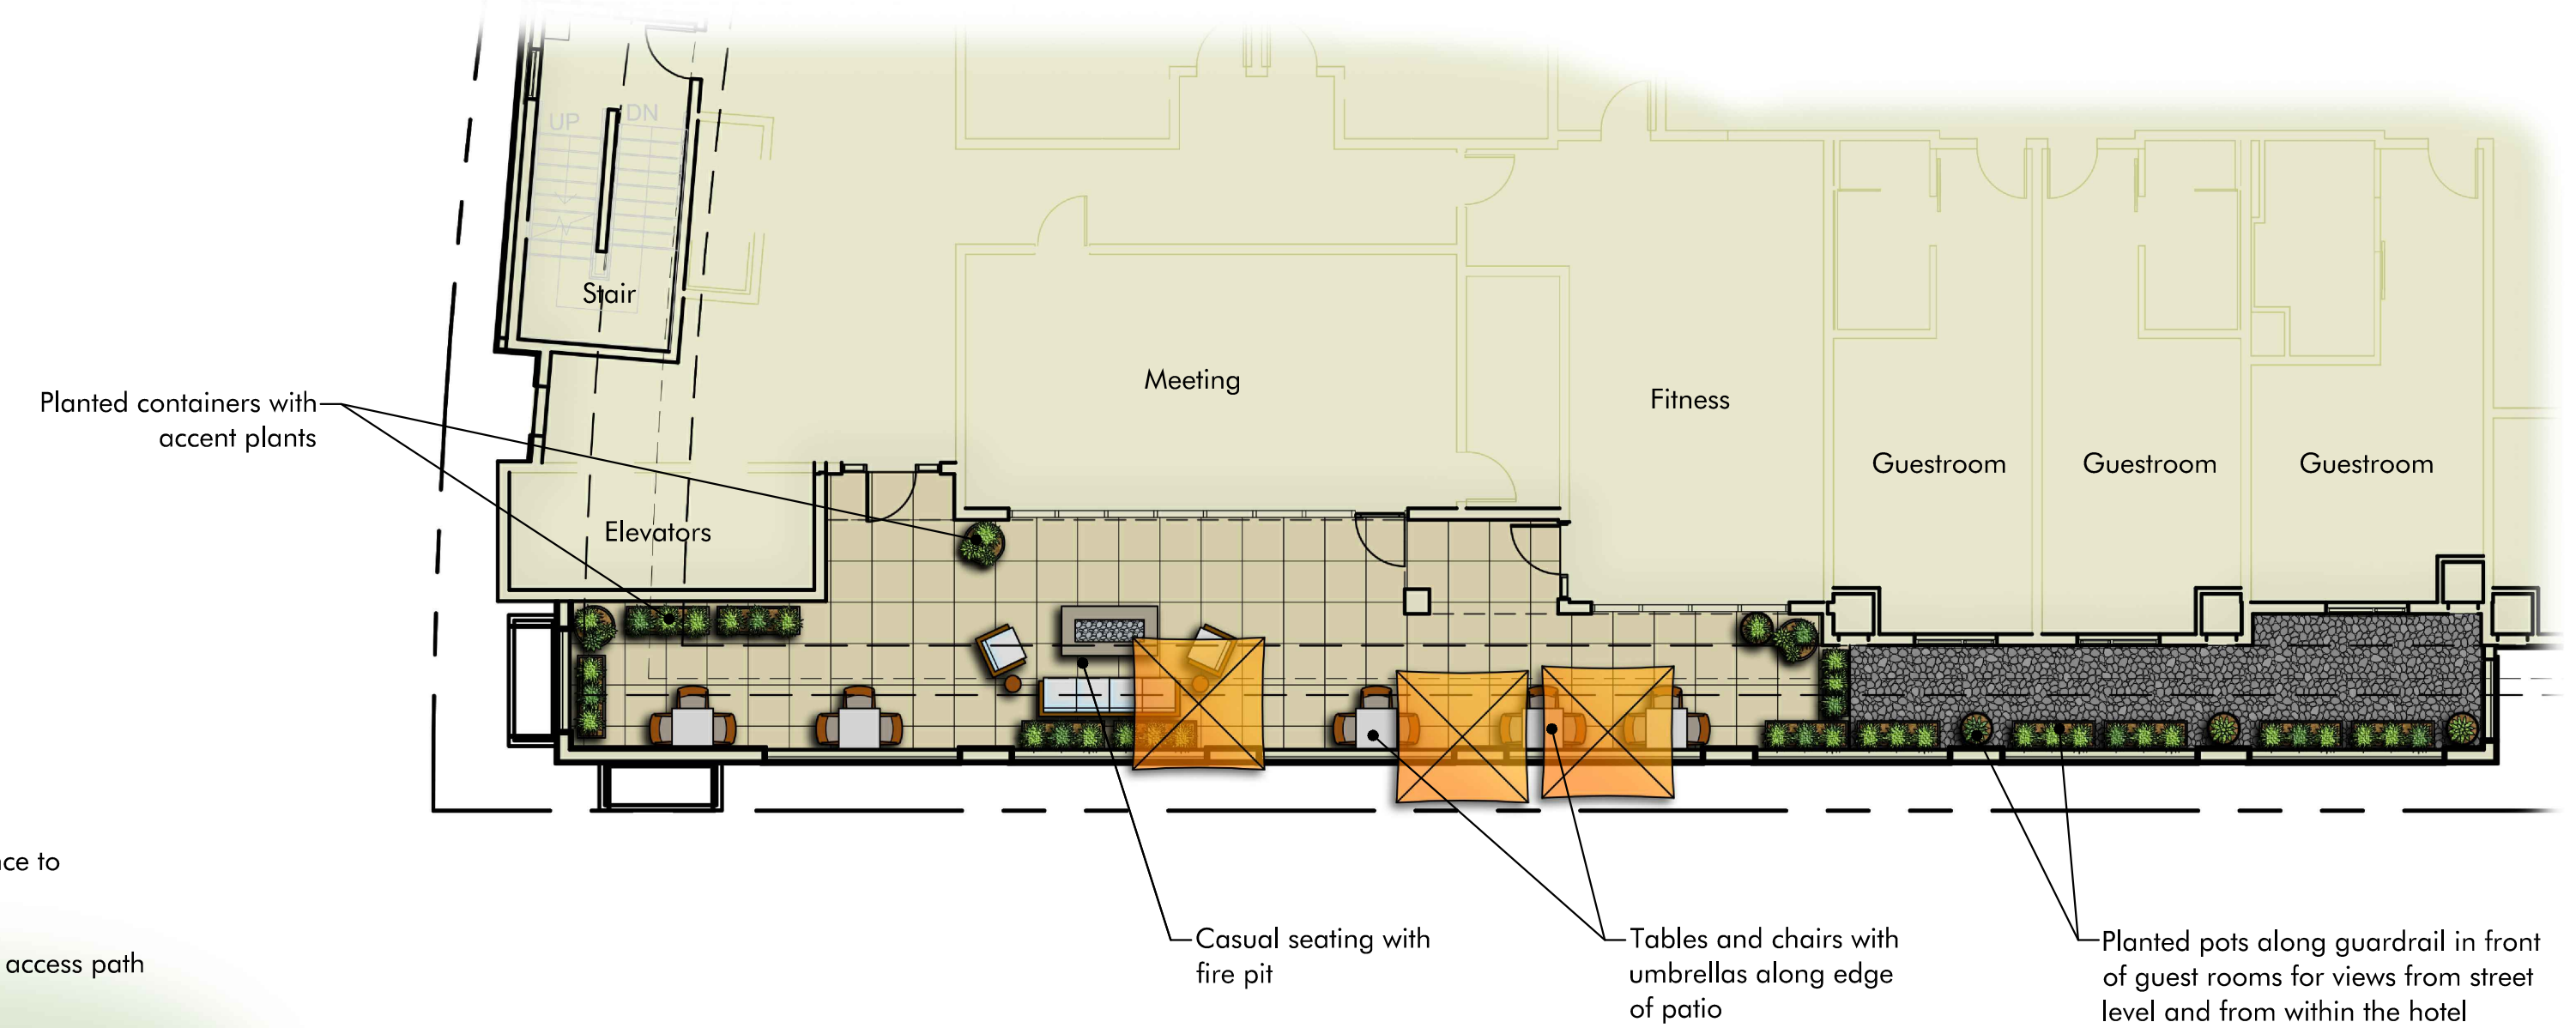 UP
DN
Stair
Meeting
Fitness
Planted containers with
accent plants
Guestroom
Guestroom
Guestroom
Elevators
nce to
access path
Casual seating with
fire pit
Tables and chairs with
umbrellas along edge
of patio
Planted pots along guardrail in front
of guest rooms for views from street
level and from within the hotel